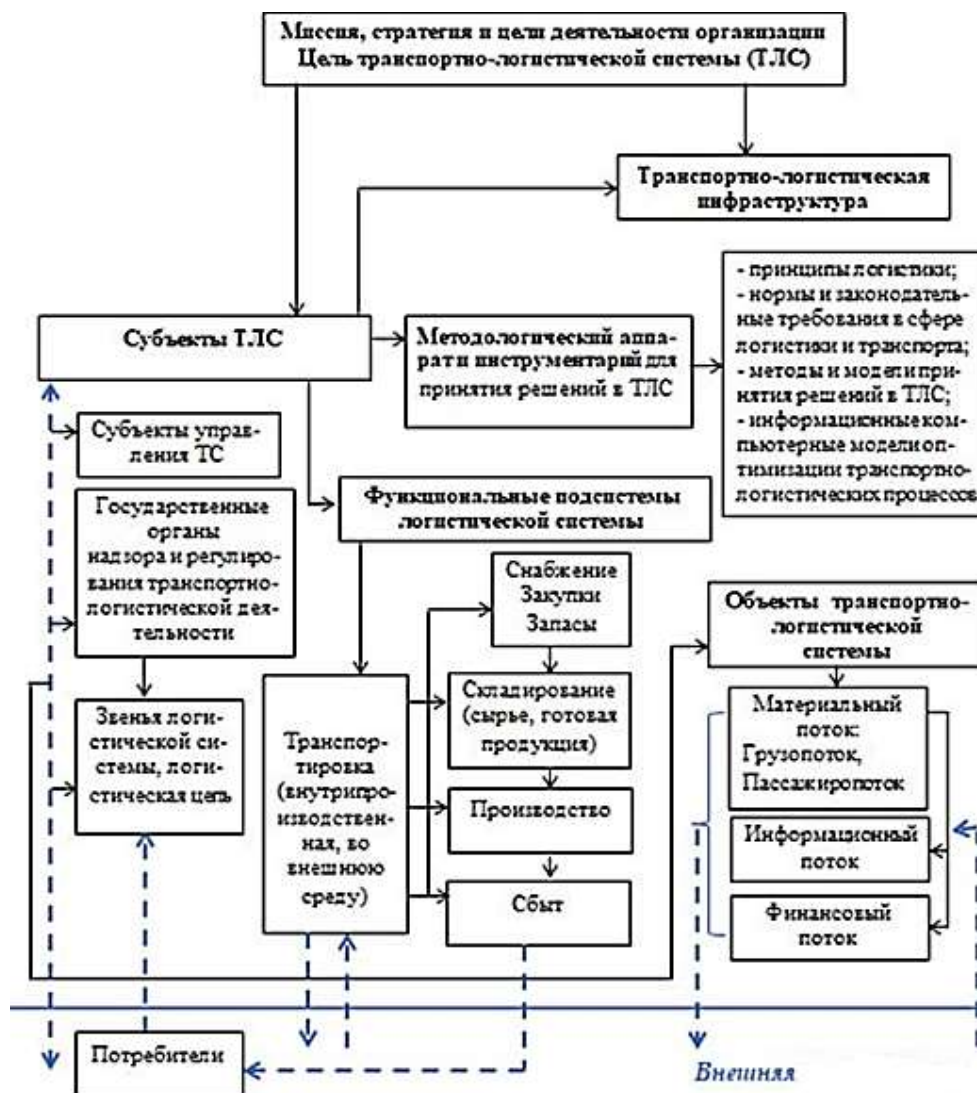 Миссия, стратегия и цели деятельности организации
Цель транспортно-логистической системы (ТЛС)
Транспортно-логистическая
инфраструктура
- принципы логистики;
- нормы и законодатель-
ные требования в сфере
логистики и транспорта;
- методы и модели при-
нятия решений в ТЛС;
- информационные ком-
пьютерные модели оп-
тимизации транспортно-
логистических процессов
Субъекты ТЛС
Методологический аппа-
рат и инструментарий для
принятия решений в ТЛС
Субъекты управ-
ления ТС
Государственные
органы
надзора и регулиро-
вания транспортно-
логистической дея-
тельности
Звенья логи-
стической си-
стемы, логи-
стическая цепь
Функциональные подсистемы
логистической системы
Снабжение
Закупки
Запасы
Складирование
(сырье, готовая
продукция)
Производство
Сбыт
Транспор-
тировка
(внутрипро-
изводствен-
ная, во
внешнюю
среду)
Объекты транспортно-
логистической
системы
Материальный
поток:
Грузопоток,
Пассажиропоток
Информационный
поток
Финансовый
поток
Потребители
Внешняя